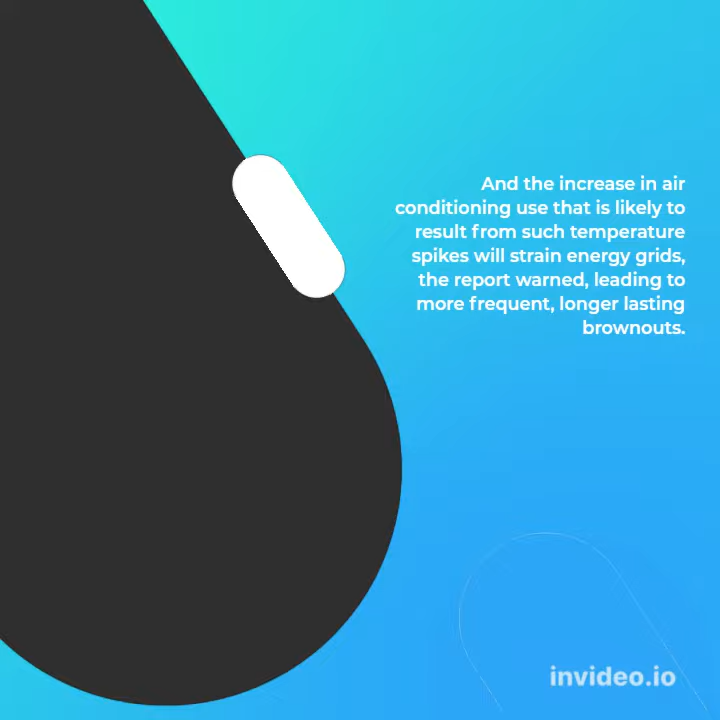 And the increase in air
conditioning use that is likely to
result from such temperature
spikes will strain energy grids,
the report warned, leading to
more frequent, longer lasting
brownouts.
invideo.io